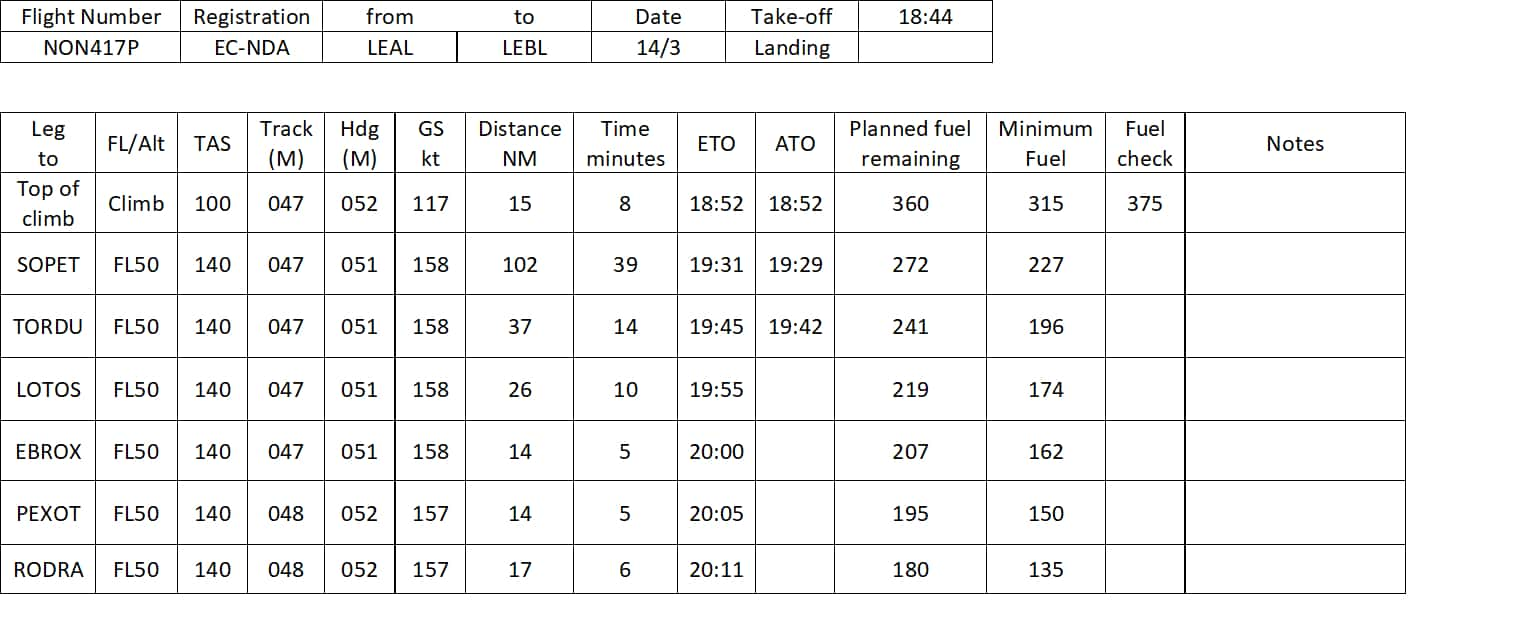 Flight Number Registration from to Date Take-off 18:44
NON417P EC-NDA LEAL LEBL 14/3 Landing
Leg to FL/Alt TAS Track (M) Hdg (M) GS kt Distance NM Time minutes ETO ATO Planned fuel remaining Minimum Fuel Fuel check Notes
Top of climb Climb 100 047 052 117 15 8 18:52 18:52 360 315 375
SOPET FL50 140 047 051 158 102 39 19:31 19:29 272 227
TORDU FL50 140 047 051 158 37 14 19:45 19:42 241 196
LOTOS FL50 140 047 051 158 26 10 19:55 219 174
EBROX FL50 140 047 051 158 14 5 20:00 207 162
PEXOT FL50 140 048 052 157 14 5 20:05 195 150
RODRA FL50 140 048 052 157 17 6 20:11 180 135